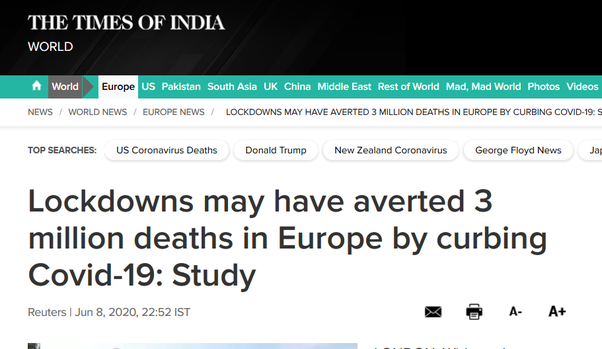 THE TIMES OF INDIA
WORLD
World Europe US Pakistan South Asia UK China Middle East Rest of World Mad, Mad World Photos Videos
NEWS / WORLD NEWS / EUROPE NEWS / LOCKDOWNS MAY HAVE AVERTED 3 MILLION DEATHS IN EUROPE BY CURBING COVID-19: S
TOP SEARCHES: US Coronavirus Deaths Donald Trump New Zealand Coronavirus George Floyd News Jap
Lockdowns may have averted 3
million deaths in Europe by curbing
Covid-19: Study
Reuters | Jun 8, 2020, 22:52 IST A- A+